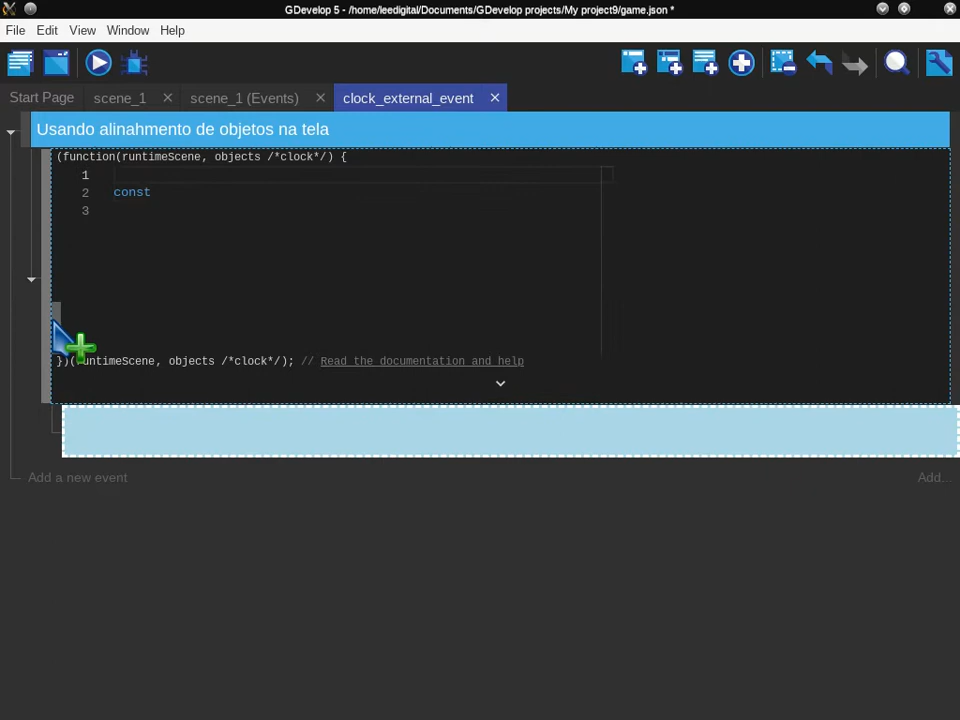 GDevelop 5 - /home/leedigital/Documents/GDevelop projects/My project9/game.json *
File Edit View Window Help
Start Page scene_1 scene_1 (Events) clock_external_event
Usando alinahmento de objetos na tela
(function(runtimeScene, objects /*clock*/) {
1
2 const
3
})(runtimeScene, objects /*clock*/); // Read the documentation and help
Add a new event Add...